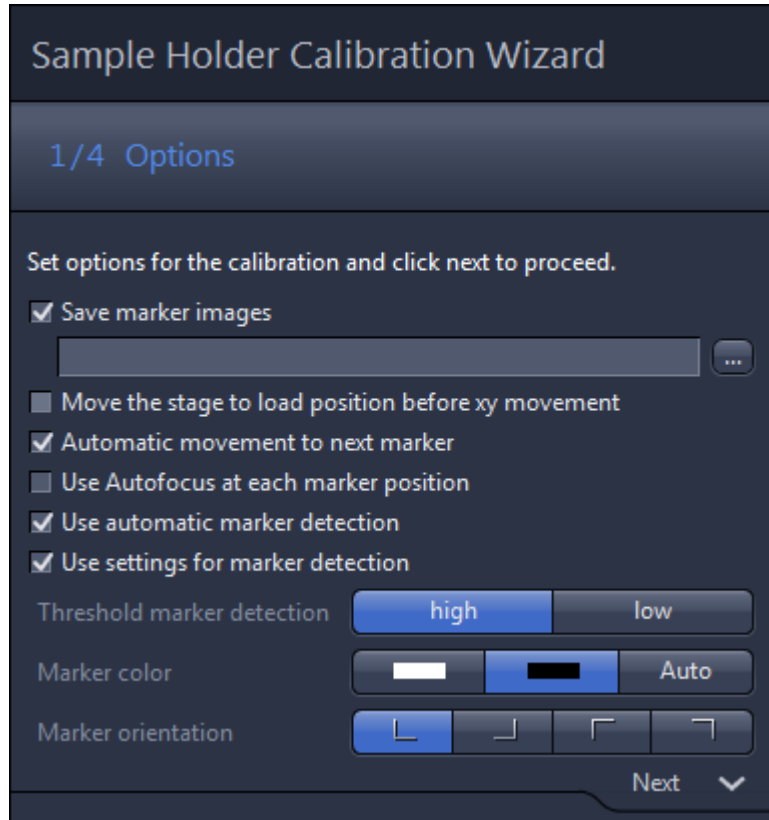 Sample Holder Calibration Wizard
1/4 Options
Set options for the calibration and click next to proceed.
Save marker images
...
Move the stage to load position before xy movement
Automatic movement to next marker
Use Autofocus at each marker position
Use automatic marker detection
Use settings for marker detection
Threshold marker detection high low
Marker color Auto
Marker orientation
Next